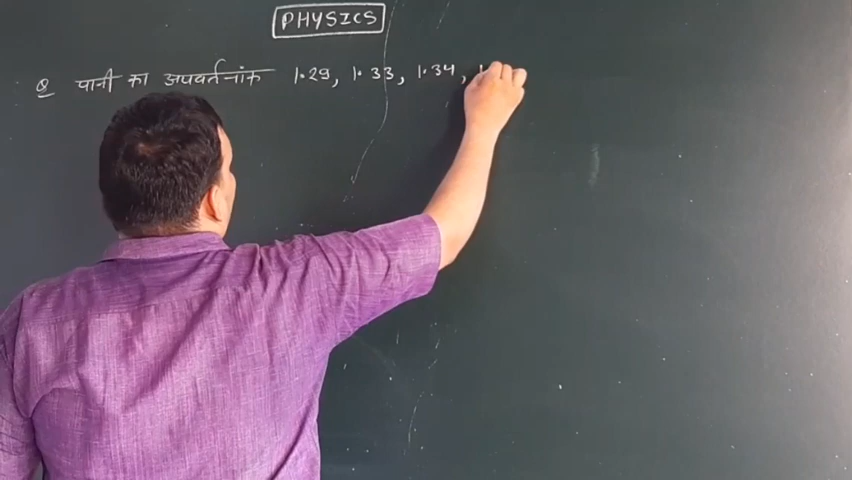 PHYSICS
Q पानी का अपवर्तनांक 1.29, 1.33, 1.34, 1